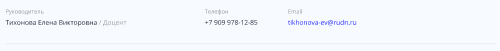 Руководитель Телефон Email
Тихонова Елена Викторовна / Доцент +7 909 978-12-85 tikhonova-ev@rudn.ru